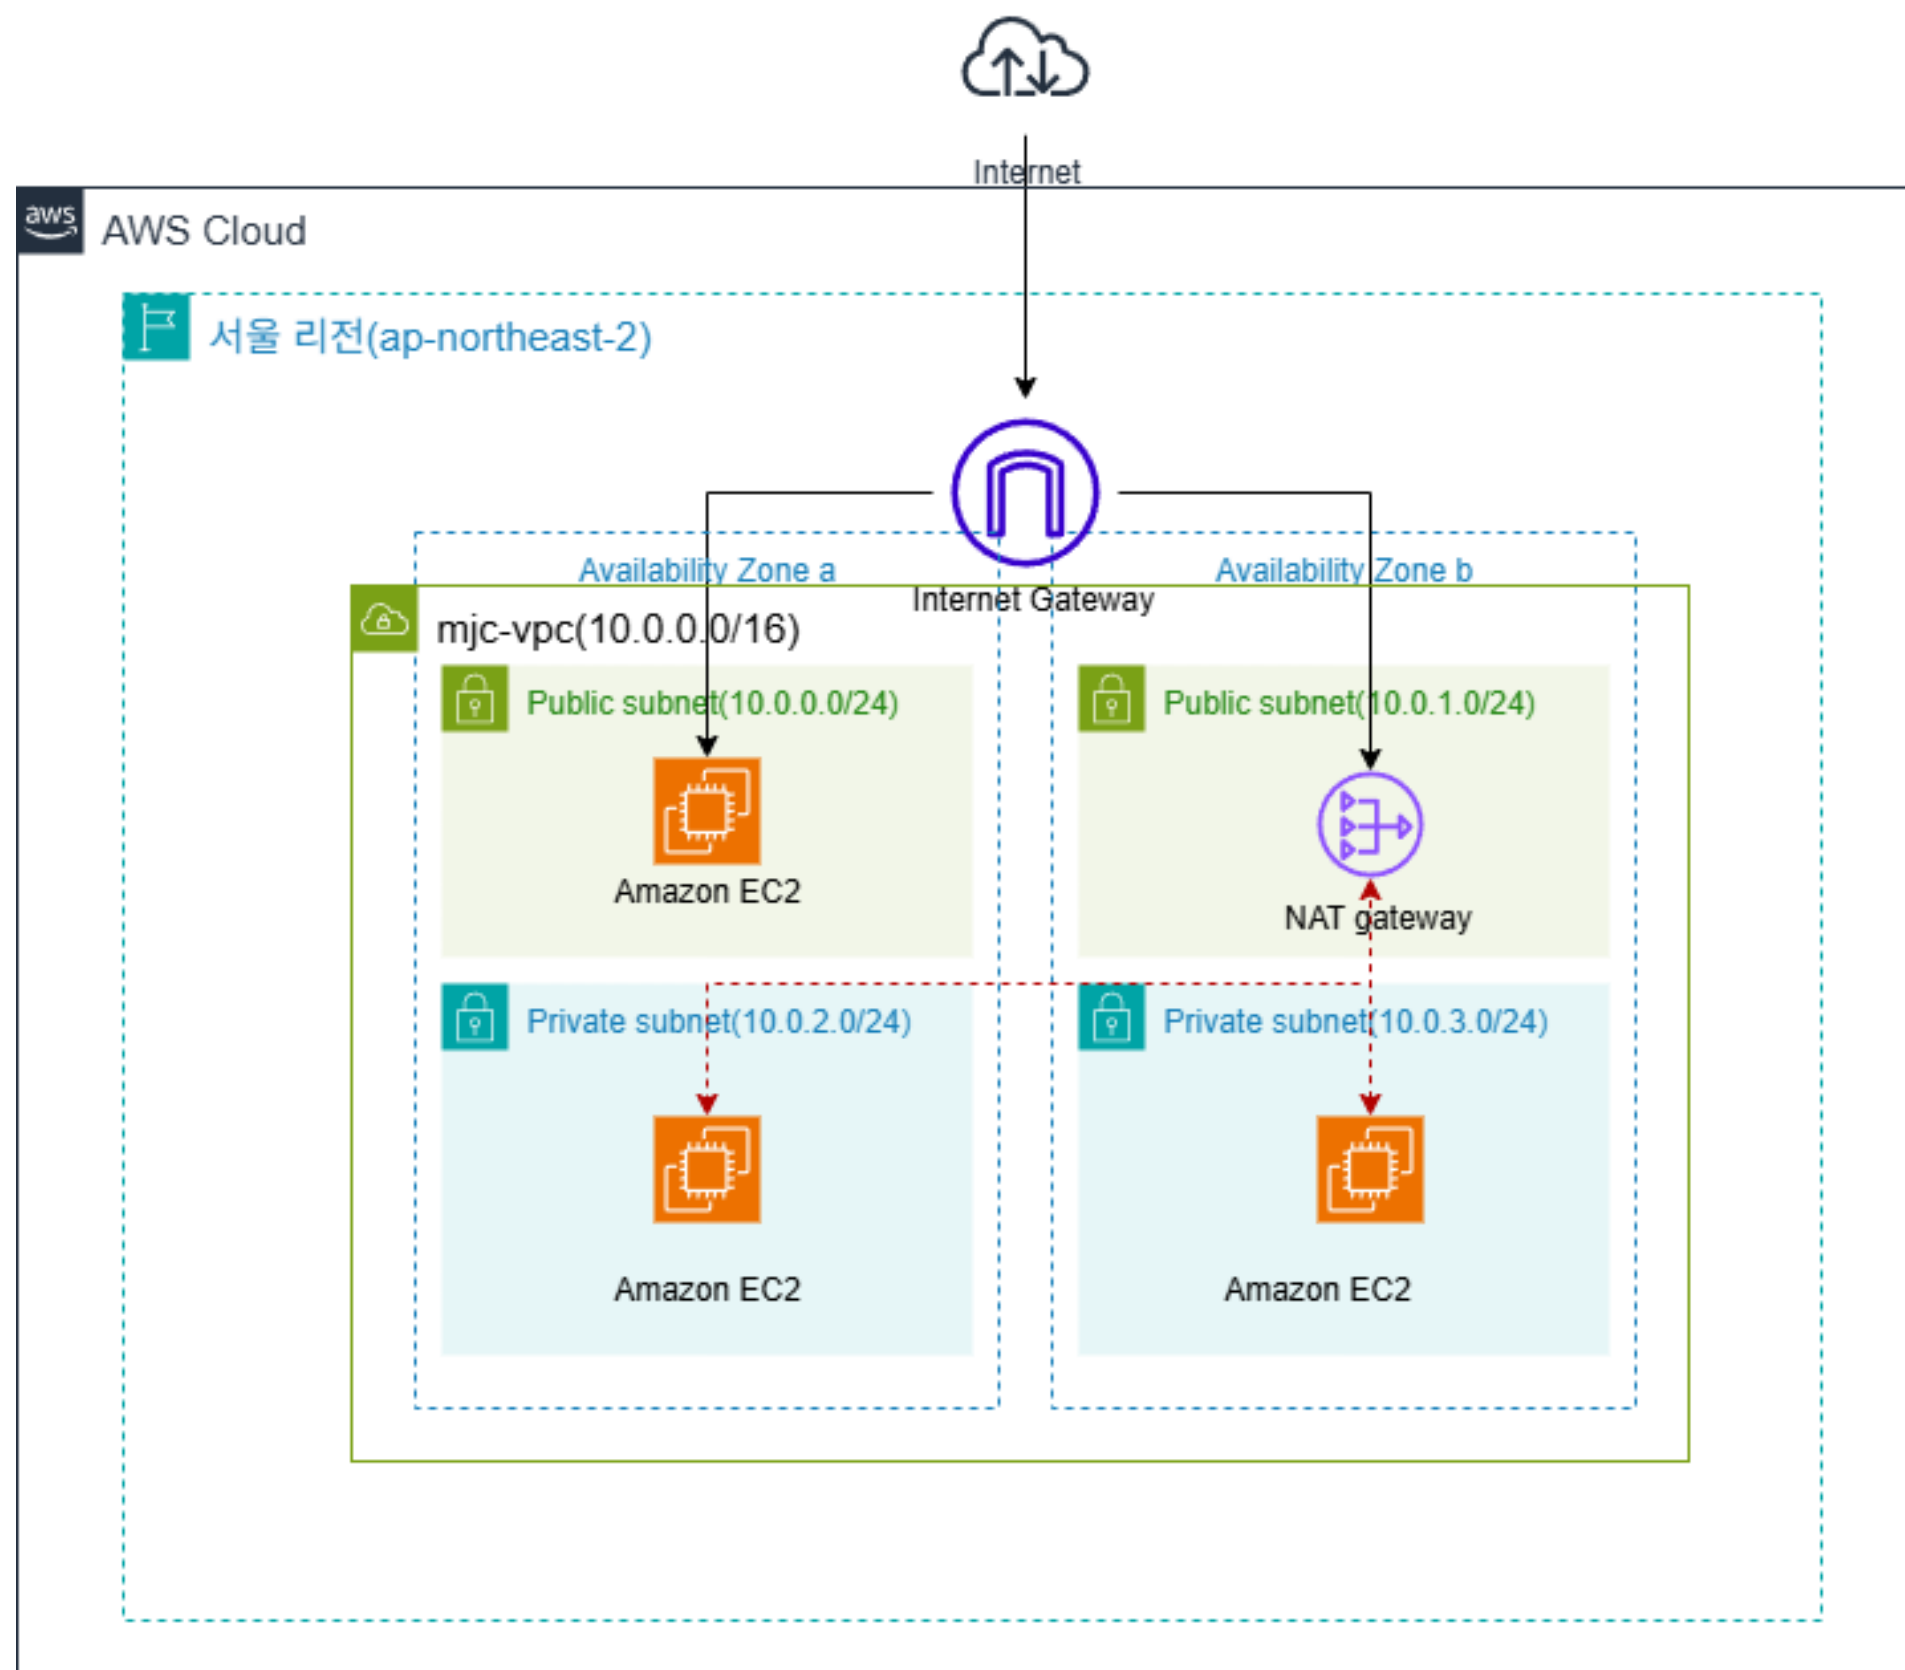 Internet
aws
AWS Cloud
서울 리전(ap-northeast-2)
Availability Zone a
Availability Zone b
Internet Gateway
mjc-vpc(10.0.0.0/16)
Public subnet(10.0.0.0/24)
Public subnet(10.0.1.0/24)
Amazon EC2
NAT gateway
Private subnet(10.0.2.0/24)
Private subnet(10.0.3.0/24)
Amazon EC2
Amazon EC2